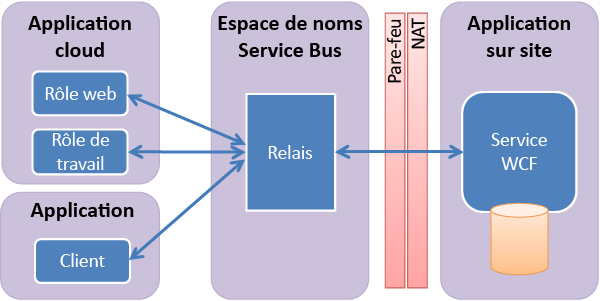 Application
cloud
Rôle web
Rôle de
travail
Application
Client
Espace de noms
Service Bus
Relais
Pare-feu
NAT
Application
sur site
Service
WCF